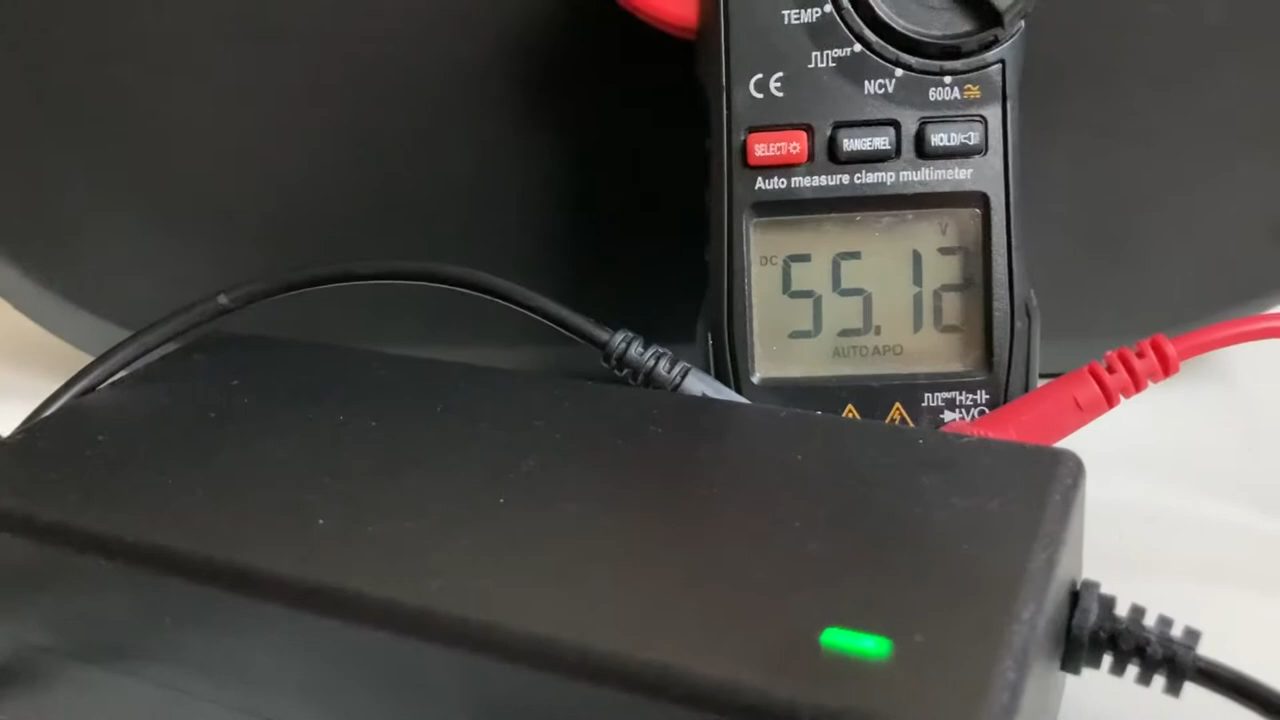 TEMP
OUT
NCV
600A
CE
SELECT/
RANGE/REL
HOLD/
Auto measure clamp multimeter
V
DC 55.12
AUTO APO
OUT Hz
VΩ